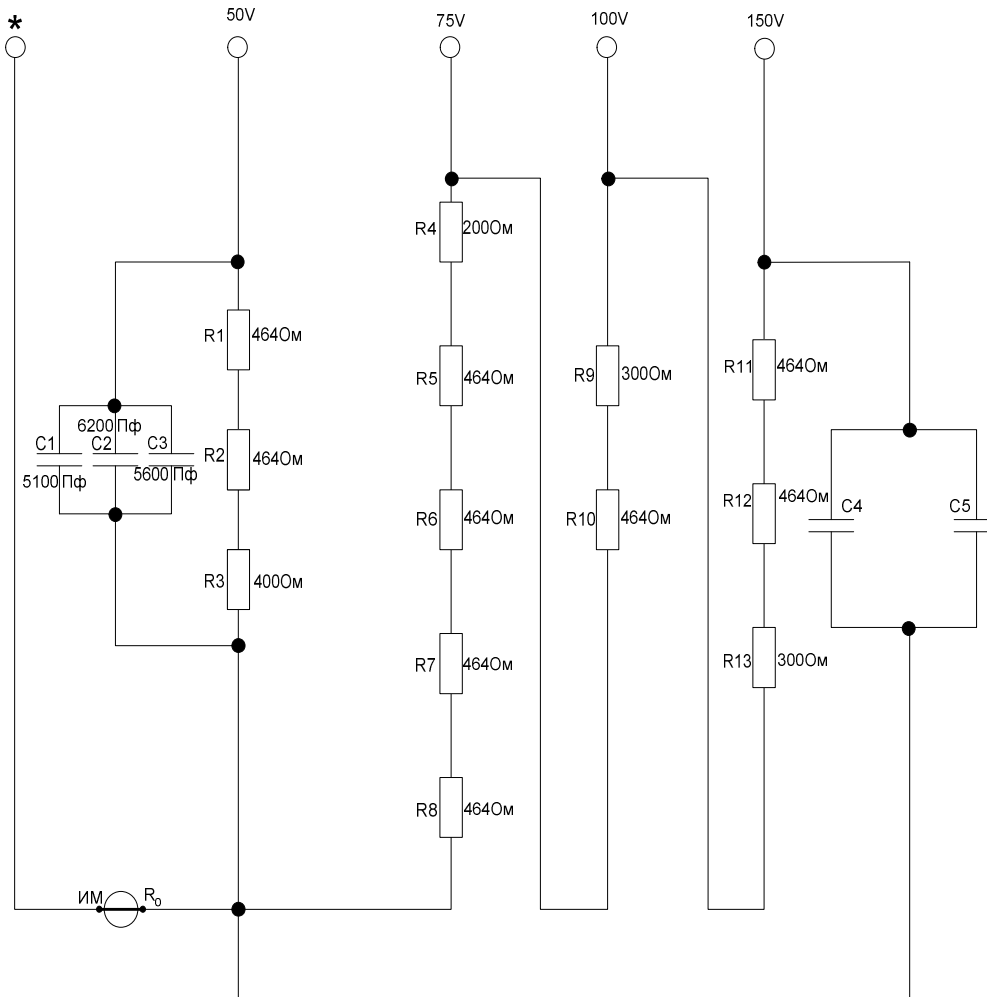 *
50V
75V
100V
150V
R4 200Ом
R1 464Ом
R5 464Ом
R9 300Ом
R11 464Ом
6200 Пф
C1 C2 C3
5100 Пф
5600 Пф
R2 464Ом
R6 464Ом
R10 464Ом
R12 464Ом
C4
C5
R3 400Ом
R7 464Ом
R13 300Ом
R8 464Ом
ИМ R₀